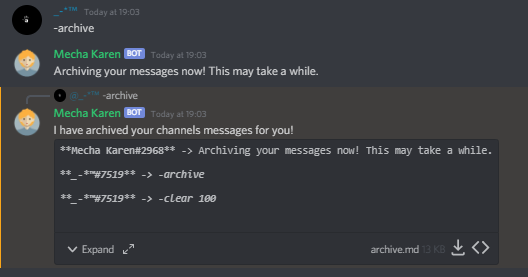 _-*™ Today at 19:03
-archive
Mecha Karen BOT Today at 19:03
Archiving your messages now! This may take a while.
@_-*™ -archive
Mecha Karen BOT Today at 19:03
I have archived your channels messages for you!
**Mecha Karen#2968** -> Archiving your messages now! This may take a while.
**_-*™#7519** -> -archive
**_-*™#7519** -> -clear 100
Expand archive.md 13 KB